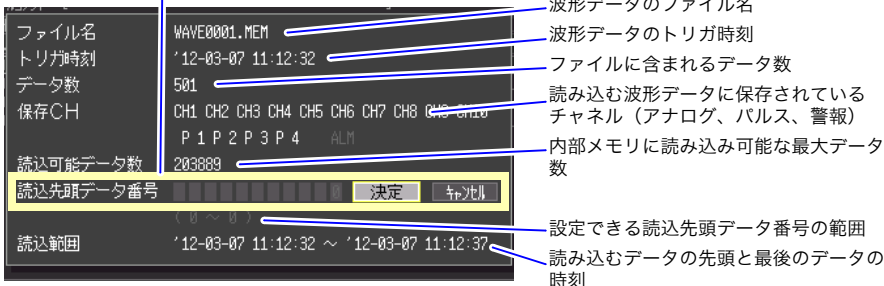 波形データのファイル名
ファイル名 WAVE0001.MEM
波形データのトリガ時刻
トリガ時刻 '12-03-07 11:12:32
ファイルに含まれるデータ数
データ数 501
読み込む波形データに保存されている
チャネル（アナログ、パルス、警報）
保存CH CH1 CH2 CH3 CH4 CH5 CH6 CH7 CH8 CH9 CH10
P1 P2 P3 P4 ALM
内部メモリに読み込み可能な最大データ
数
読込可能データ数 203889
読込先頭データ番号 0 決定 キャンセル
( 0 ～ 0 )
設定できる読込先頭データ番号の範囲
読込範囲 '12-03-07 11:12:32 ～ '12-03-07 11:12:37
読み込むデータの先頭と最後のデータの
時刻